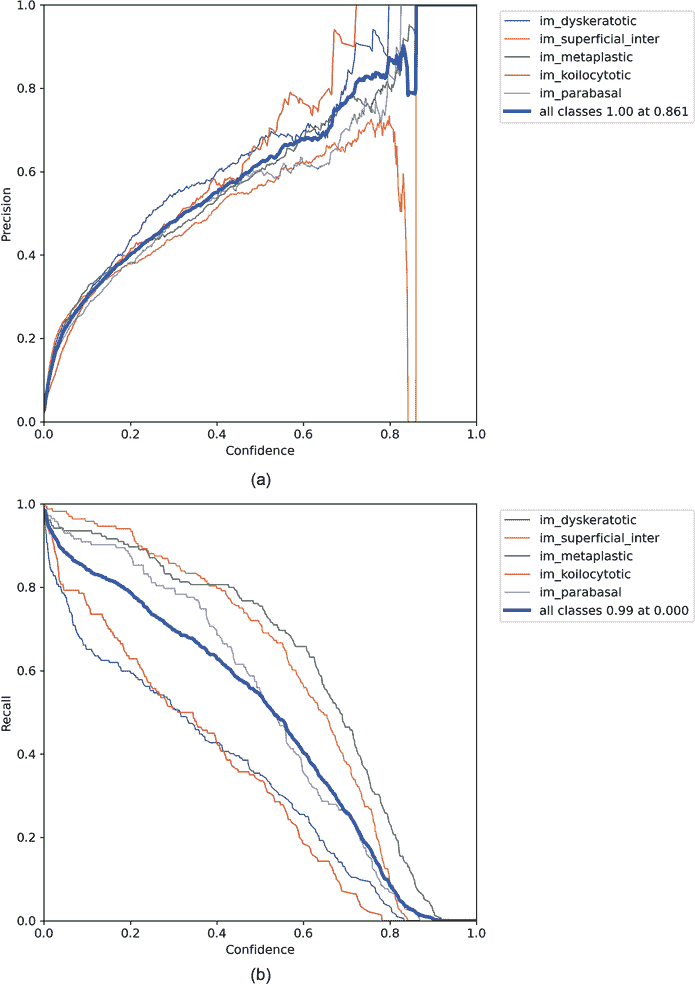 1.0
0.8
0.6
0.4
0.2
0.0
Precision
0.0 0.2 0.4 0.6 0.8 1.0
Confidence
im_dyskeratotic
im_superficial_inter
im_metaplastic
im_koilocytotic
im_parabasal
all classes 1.00 at 0.861
(a)
1.0
0.8
0.6
0.4
0.2
0.0
Recall
0.0 0.2 0.4 0.6 0.8 1.0
Confidence
im_dyskeratotic
im_superficial_inter
im_metaplastic
im_koilocytotic
im_parabasal
all classes 0.99 at 0.000
(b)